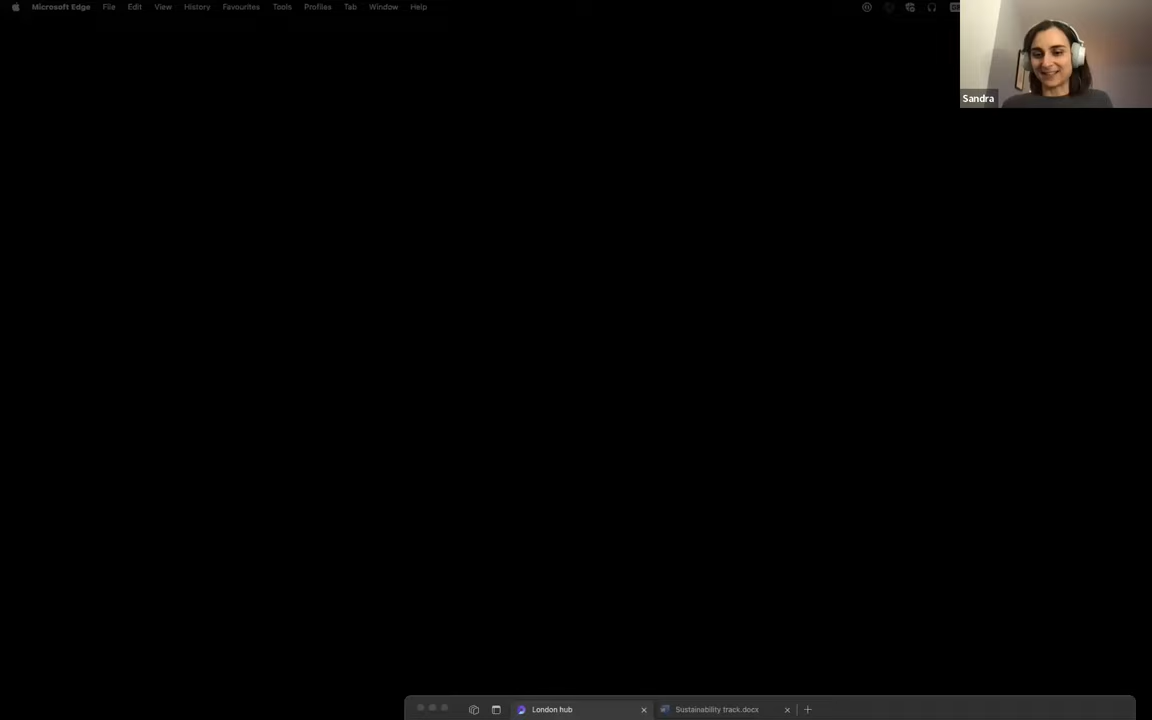 Microsoft Edge File Edit View History Favourites Tools Profiles Tab Window Help
Sandra
London hub
Sustainability track.docx